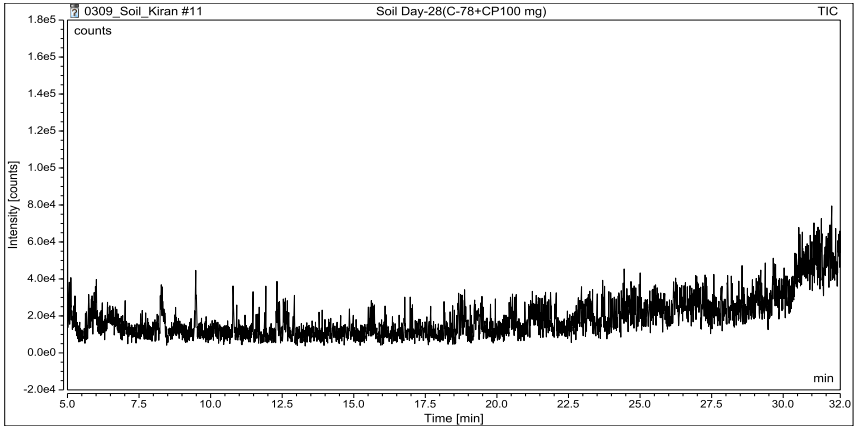 0309_Soil_Kiran #11
Soil Day-28(C-78+CP100 mg)
TIC
counts
1.8e5
1.6e5
1.4e5
1.2e5
1.0e5
8.0e4
6.0e4
4.0e4
2.0e4
0.0e0
-2.0e4
Intensity [counts]
min
5.0 7.5 10.0 12.5 15.0 17.5 20.0 22.5 25.0 27.5 30.0 32.0
Time [min]